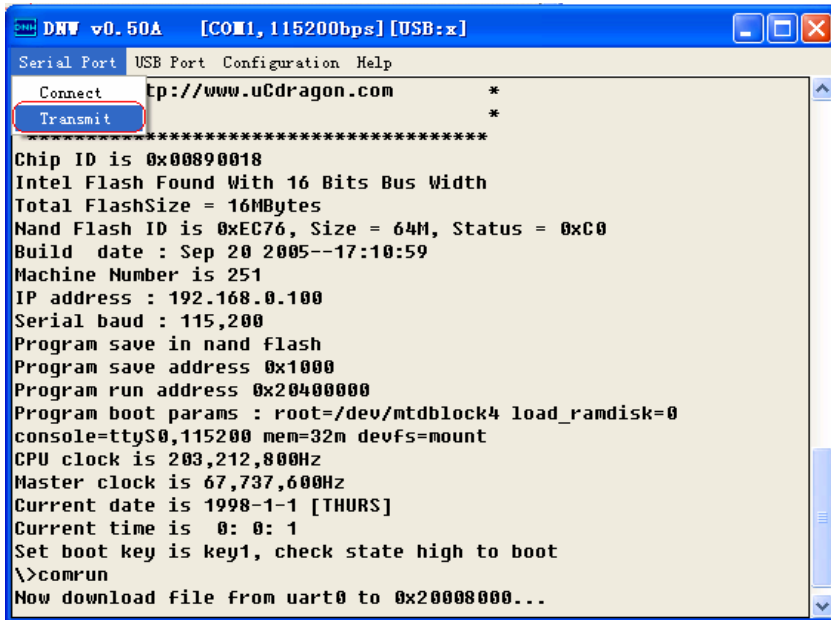 DNW v0.50A [COM1,115200bps][USB:x]
Serial Port USB Port Configuration Help
Connect
tp://www.uCdragon.com *
Transmit
*
***************************************
Chip ID is 0x00890018
Intel Flash Found With 16 Bits Bus Width
Total FlashSize = 16MBytes
Nand Flash ID is 0xEC76, Size = 64M, Status = 0xC0
Build date : Sep 20 2005--17:10:59
Machine Number is 251
IP address : 192.168.0.100
Serial baud : 115,200
Program save in nand flash
Program save address 0x1000
Program run address 0x20400000
Program boot params : root=/dev/mtdblock4 load_ramdisk=0
console=ttyS0,115200 mem=32m devfs=mount
CPU clock is 203,212,800Hz
Master clock is 67,737,600Hz
Current date is 1998-1-1 [THURS]
Current time is 0: 0: 1
Set boot key is key1, check state high to boot
\>comrun
Now download file from uart0 to 0x20008000...